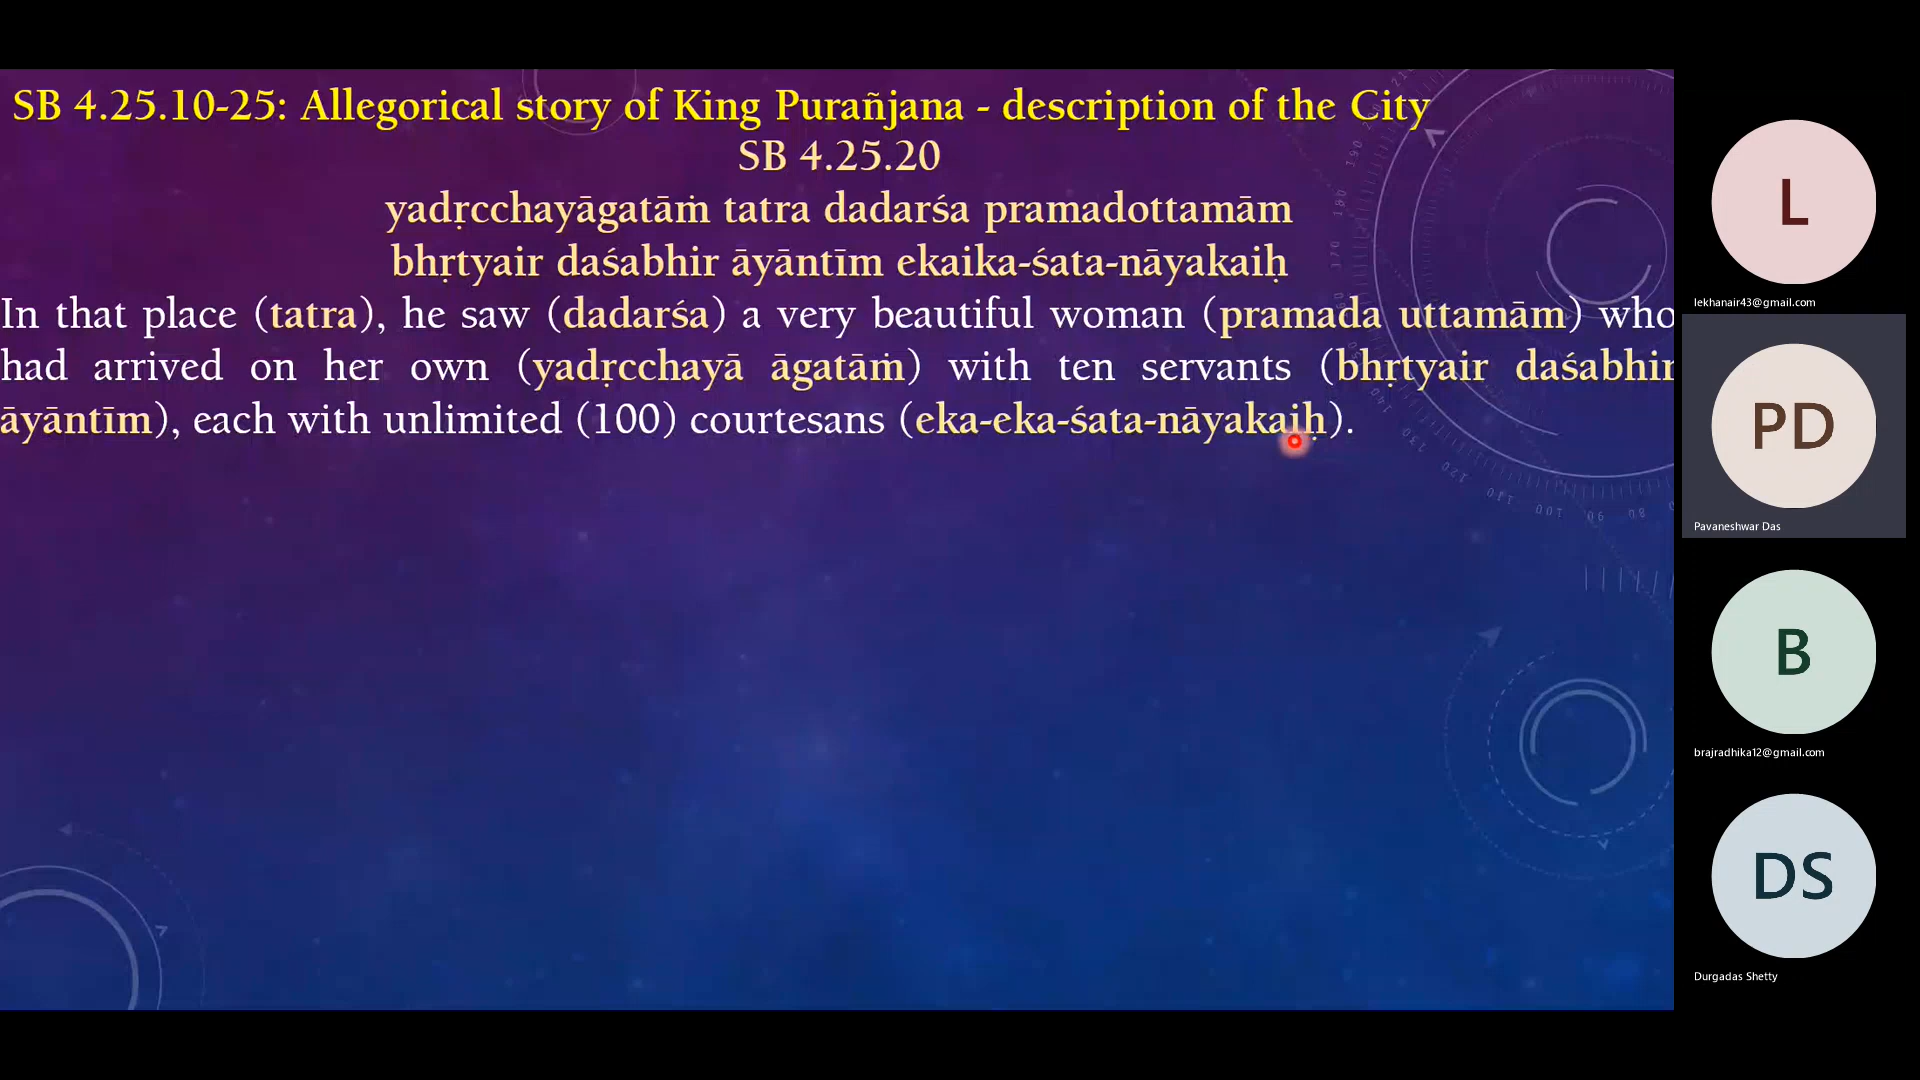 SB 4.25.10-25: Allegorical story of King Purañjana - description of the City
SB 4.25.20
yadṛcchayāgatāṁ tatra dadarśa pramadottamām
bhṛtyair daśabhir āyāntīm ekaika-śata-nāyakaiḥ
In that place (tatra), he saw (dadarśa) a very beautiful woman (pramada uttamām) who
had arrived on her own (yadṛcchayā āgatāṁ) with ten servants (bhṛtyair daśabhir
āyāntīm), each with unlimited (100) courtesans (eka-eka-śata-nāyakaiḥ).
L
lekhanair43@gmail.com
PD
Pavaneshwar Das
B
brajradhika12@gmail.com
DS
Durgadas Shetty